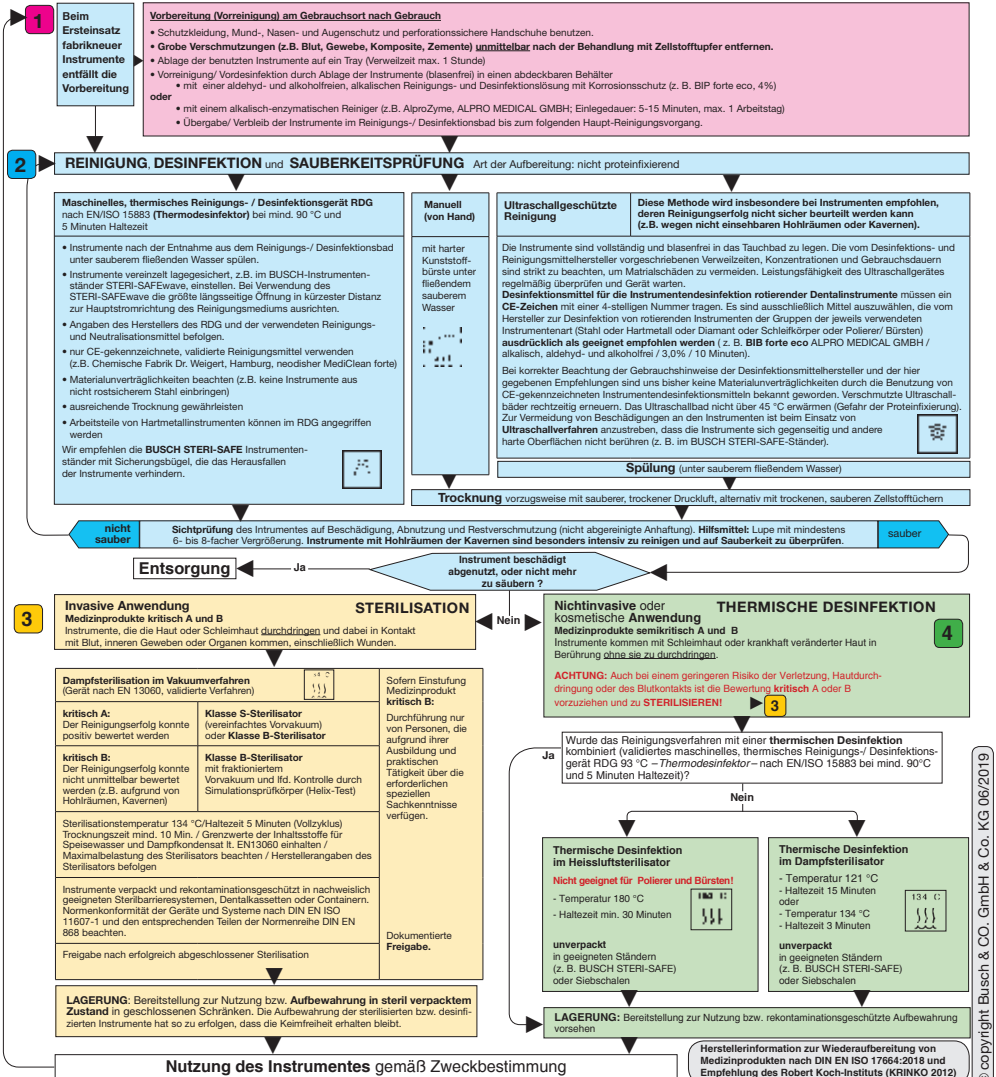 1
Beim
Ersteinsatz
fabrikneuer
Instrumente
entfällt die
Vorbereitung
Vorbereitung (Vorreinigung) am Gebrauchsort nach Gebrauch
• Schutzkleidung, Mund-, Nasen- und Augenschutz und perforationssichere Handschuhe benutzen.
• Grobe Verschmutzungen (z.B. Blut, Gewebe, Komposite, Zemente) unmittelbar nach der Behandlung mit Zellstofftupfer entfernen.
• Ablage der benutzten Instrumente auf ein Tray (Verweilzeit max. 1 Stunde)
• Vorreinigung/ Vordesinfektion durch Ablage der Instrumente (blasenfrei) in einen abdeckbaren Behälter
• mit einer aldehyd- und alkoholfreien, alkalischen Reinigungs- und Desinfektionslösung mit Korrosionsschutz (z. B. BIP forte eco, 4%)
oder
• mit einem alkalisch-enzymatischen Reiniger (z.B. AlproZyme, ALPRO MEDICAL GMBH; Einlegedauer: 5-15 Minuten, max. 1 Arbeitstag)
• Übergabe/ Verbleib der Instrumente im Reinigungs-/ Desinfektionsbad bis zum folgenden Haupt-Reinigungsvorgang.
2
REINIGUNG, DESINFEKTION und SAUBERKEITSPRÜFUNG Art der Aufbereitung: nicht proteinfixierend
Maschinelles, thermisches Reinigungs- / Desinfektionsgerät RDG
nach EN/ISO 15883 (Thermodesinfektor) bei mind. 90 °C und
5 Minuten Haltezeit
• Instrumente nach der Entnahme aus dem Reinigungs-/ Desinfektionsbad
unter sauberem fließenden Wasser spülen.
• Instrumente vereinzelt lagegesichert, z.B. im BUSCH-Instrumenten-
ständer STERI-SAFEwave, einstellen. Bei Verwendung des
STERI-SAFEwave die größte längsseitige Öffnung in kürzester Distanz
zur Hauptstromrichtung des Reinigungsmediums ausrichten.
• Angaben des Herstellers des RDG und der verwendeten Reinigungs-
und Neutralisationsmittel befolgen.
• nur CE-gekennzeichnete, validierte Reinigungsmittel verwenden
(z.B. Chemische Fabrik Dr. Weigert, Hamburg, neodisher MediClean forte)
• Materialunverträglichkeiten beachten (z.B. keine Instrumente aus
nicht rostsicherem Stahl einbringen)
• ausreichende Trocknung gewährleisten
• Arbeitsteile von Hartmetallinstrumenten können im RDG angegriffen
werden
Wir empfehlen die BUSCH STERI-SAFE Instrumenten-
ständer mit Sicherungsbügel, die das Herausfallen
der Instrumente verhindern.
Manuell
(von Hand)
mit harter
Kunststoff-
bürste unter
fließendem
sauberem
Wasser
Ultraschallgeschützte
Reinigung
Diese Methode wird insbesondere bei Instrumenten empfohlen,
deren Reinigungserfolg nicht sicher beurteilt werden kann
(z.B. wegen nicht einsehbaren Hohlräumen oder Kavernen).
Die Instrumente sind vollständig und blasenfrei in das Tauchbad zu legen. Die vom Desinfektions- und
Reinigungsmittelhersteller vorgeschriebenen Verweilzeiten, Konzentrationen und Gebrauchsdauern
sind strikt zu beachten, um Matrialschäden zu vermeiden. Leistungsfähigkeit des Ultraschallgerätes
regelmäßig überprüfen und Gerät warten.
Desinfektionsmittel für die Instrumentendesinfektion rotierender Dentalinstrumente müssen ein
CE-Zeichen mit einer 4-stelligen Nummer tragen. Es sind ausschließlich Mittel auszuwählen, die vom
Hersteller zur Desinfektion von rotierenden Instrumenten der Gruppen der jeweils verwendeten
Instrumentenart (Stahl oder Hartmetall oder Diamant oder Schleifkörper oder Polierer/ Bürsten)
ausdrücklich als geeignet empfohlen werden ( z. B. BIB forte eco ALPRO MEDICAL GMBH /
alkalisch, aldehyd- und alkoholfrei / 3,0% / 10 Minuten).
Bei korrekter Beachtung der Gebrauchshinweise der Desinfektionsmittelhersteller und der hier
gegebenen Empfehlungen sind uns bisher keine Materialunverträglichkeiten durch die Benutzung von
CE-gekennzeichneten Instrumentendesinfektionsmitteln bekannt geworden. Verschmutzte Ultraschall-
bäder rechtzeitig erneuern. Das Ultraschallbad nicht über 45 °C erwärmen (Gefahr der Proteinfixierung).
Zur Vermeidung von Beschädigungen an den Instrumenten ist beim Einsatz von
Ultraschallverfahren anzustreben, dass die Instrumente sich gegenseitig und andere
harte Oberflächen nicht berühren (z. B. im BUSCH STERI-SAFE-Ständer).
Spülung (unter sauberem fließendem Wasser)
Trocknung vorzugsweise mit sauberer, trockener Druckluft, alternativ mit trockenen, sauberen Zellstofftüchern
nicht
sauber
Sichtprüfung des Intrumentes auf Beschädigung, Abnutzung und Restverschmutzung (nicht abgereinigte Anhaftung). Hilfsmittel: Lupe mit mindestens
6- bis 8-facher Vergrößerung. Instrumente mit Hohlräumen der Kavernen sind besonders intensiv zu reinigen und auf Sauberkeit zu überprüfen.
sauber
Entsorgung
Ja
Instrument beschädigt
abgenutzt, oder nicht mehr
zu säubern ?
Nein
3
Invasive Anwendung
STERILISATION
Medizinprodukte kritisch A und B
Instrumente, die die Haut oder Schleimhaut durchdringen und dabei in Kontakt
mit Blut, inneren Geweben oder Organen kommen, einschließlich Wunden.
Dampfsterilisation im Vakuumverfahren
(Gerät nach EN 13060, validierte Verfahren)
kritisch A:
Der Reinigungserfolg konnte
positiv bewertet werden
Klasse S-Sterilisator
(vereinfachtes Vorvakuum)
oder Klasse B-Sterilisator
kritisch B:
Der Reinigungserfolg konnte
nicht unmittelbar bewertet
werden (z.B. aufgrund von
Hohlräumen, Kavernen)
Klasse B-Sterilisator
mit fraktioniertem
Vorvakuum und lfd. Kontrolle durch
Simulationsprüfkörper (Helix-Test)
Sterilisationstemperatur 134 °C/Haltezeit 5 Minuten (Vollzyklus)
Trocknungszeit mind. 10 Min. / Grenzwerte der Inhaltsstoffe für
Speisewasser und Dampfkondensat lt. EN13060 einhalten /
Maximalbelastung des Sterilisators beachten / Herstellerangaben des
Sterilisators befolgen
Instrumente verpackt und rekontaminationsgeschützt in nachweislich
geeigneten Sterilbarrieresystemen, Dentalkassetten oder Containern.
Normenkonformität der Geräte und Systeme nach DIN EN ISO
11607-1 und den entsprechenden Teilen der Normenreihe DIN EN
868 beachten.
Freigabe nach erfolgreich abgeschlossener Sterilisation
Sofern Einstufung
Medizinprodukt
kritisch B:
Durchführung nur
von Personen, die
aufgrund ihrer
Ausbildung und
praktischen
Tätigkeit über die
erforderlichen
speziellen
Sachkenntnisse
verfügen.
Dokumentierte
Freigabe.
LAGERUNG: Bereitstellung zur Nutzung bzw. Aufbewahrung in steril verpacktem
Zustand in geschlossenen Schränken. Die Aufbewahrung der sterilisierten bzw. desinfi-
zierten Instrumente hat so zu erfolgen, dass die Keimfreiheit erhalten bleibt.
Nichtinvasive oder
kosmetische Anwendung
THERMISCHE DESINFEKTION
4
Medizinprodukte semikritisch A und B
Instrumente kommen mit Schleimhaut oder krankhaft veränderter Haut in
Berührung ohne sie zu durchdringen.
ACHTUNG: Auch bei einem geringeren Risiko der Verletzung, Hautdurch-
dringung oder des Blutkontakts ist die Bewertung kritisch A oder B
vorzuziehen und zu STERILISIEREN!
3
Ja
Wurde das Reinigungsverfahren mit einer thermischen Desinfektion
kombiniert (validiertes maschinelles, thermisches Reinigungs-/ Desinfektions-
gerät RDG 93 °C –Thermodesinfektor– nach EN/ISO 15883 bei mind. 90°C
und 5 Minuten Haltezeit)?
Nein
Thermische Desinfektion
im Heissluftsterilisator
Nicht geeignet für Polierer und Bürsten!
- Temperatur 180 °C
- Haltezeit min. 30 Minuten
unverpackt
in geeigneten Ständern
(z. B. BUSCH STERI-SAFE)
oder Siebschalen
Thermische Desinfektion
im Dampfsterilisator
- Temperatur 121 °C
- Haltezeit 15 Minuten
oder
- Temperatur 134 °C
- Haltezeit 3 Minuten
134 C
unverpackt
in geeigneten Ständern
(z. B. BUSCH STERI-SAFE)
oder Siebschalen
LAGERUNG: Bereitstellung zur Nutzung bzw. rekontaminationsgeschützte Aufbewahrung
vorsehen
Nutzung des Instrumentes gemäß Zweckbestimmung
Herstellerinformation zur Wiederaufbereitung von
Medizinprodukten nach DIN EN ISO 17664:2018 und
Empfehlung des Robert Koch-Instituts (KRINKO 2012)
© copyright Busch & CO. GmbH & Co. KG 06/2019